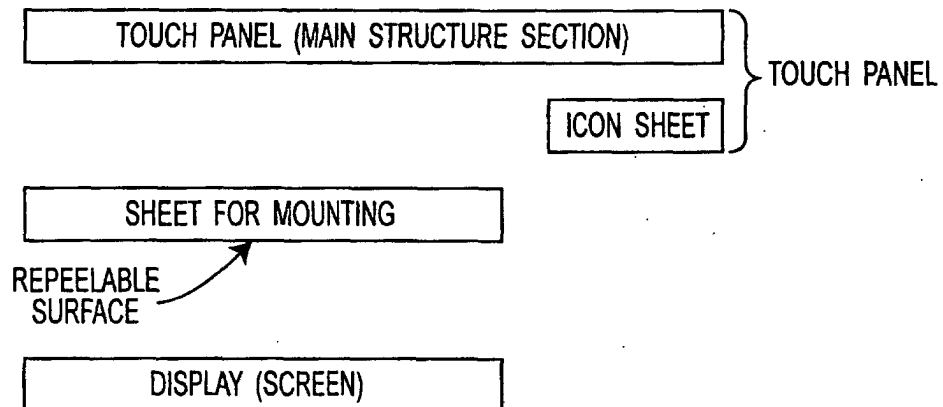 TOUCH PANEL (MAIN STRUCTURE SECTION)
TOUCH PANEL
ICON SHEET
SHEET FOR MOUNTING
REPEELABLE
SURFACE
DISPLAY (SCREEN)